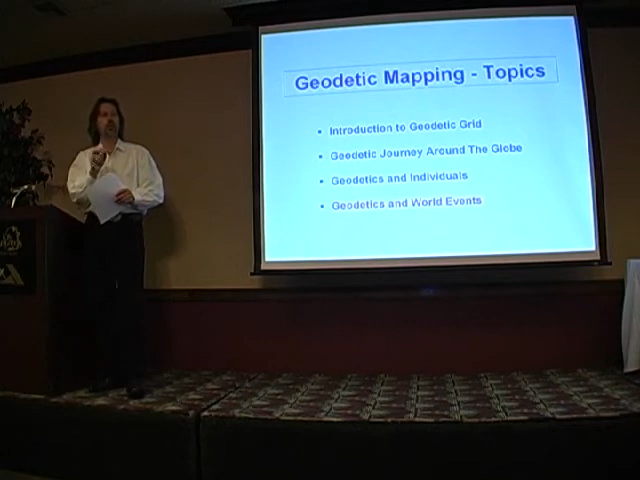 Geodetic Mapping - Topics
Introduction to Geodetic Grid
Geodetic Journey Around The Globe
Geodetics and Individuals
Geodetics and World Events